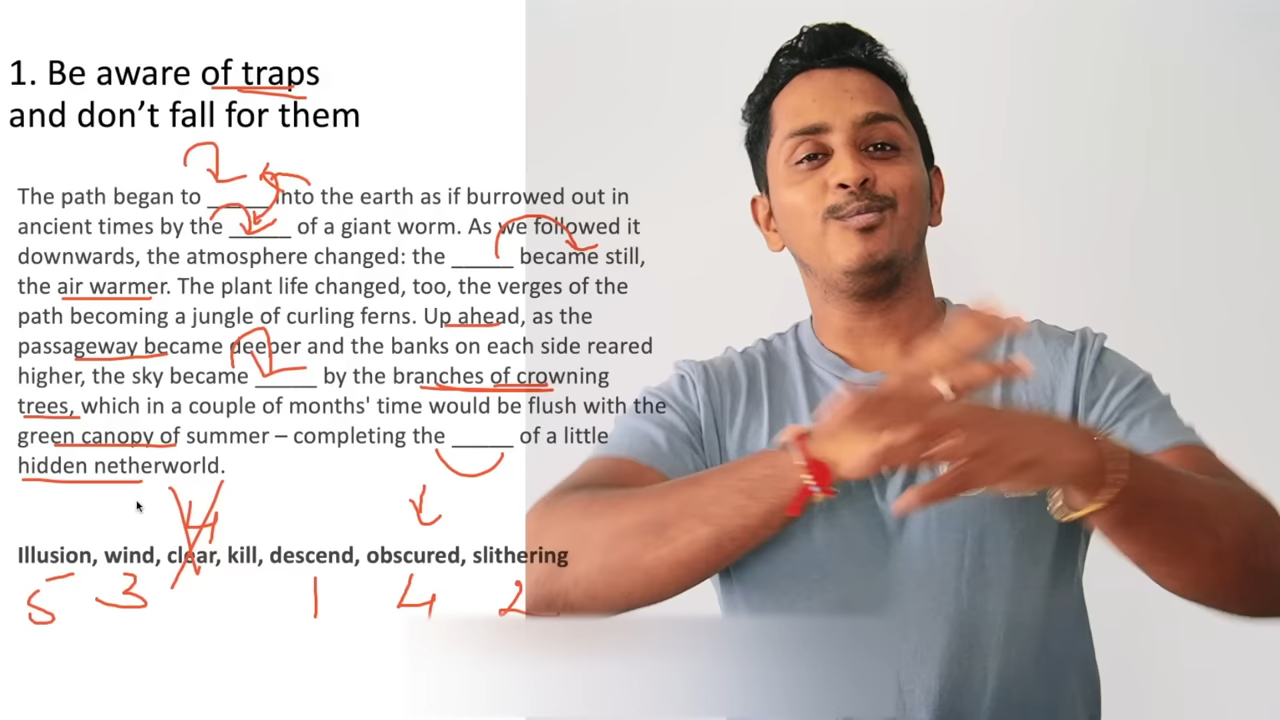 1. Be aware of traps
and don't fall for them
The path began to _____ into the earth as if burrowed out in
ancient times by the _____ of a giant worm. As we followed it
downwards, the atmosphere changed: the _____ became still,
the air warmer. The plant life changed, too, the verges of the
path becoming a jungle of curling ferns. Up ahead, as the
passageway became deeper and the banks on each side reared
higher, the sky became _____ by the branches of crowning
trees, which in a couple of months' time would be flush with the
green canopy of summer – completing the _____ of a little
hidden netherworld.
Illusion, wind, clear, kill, descend, obscured, slithering
5 3 1 4 2